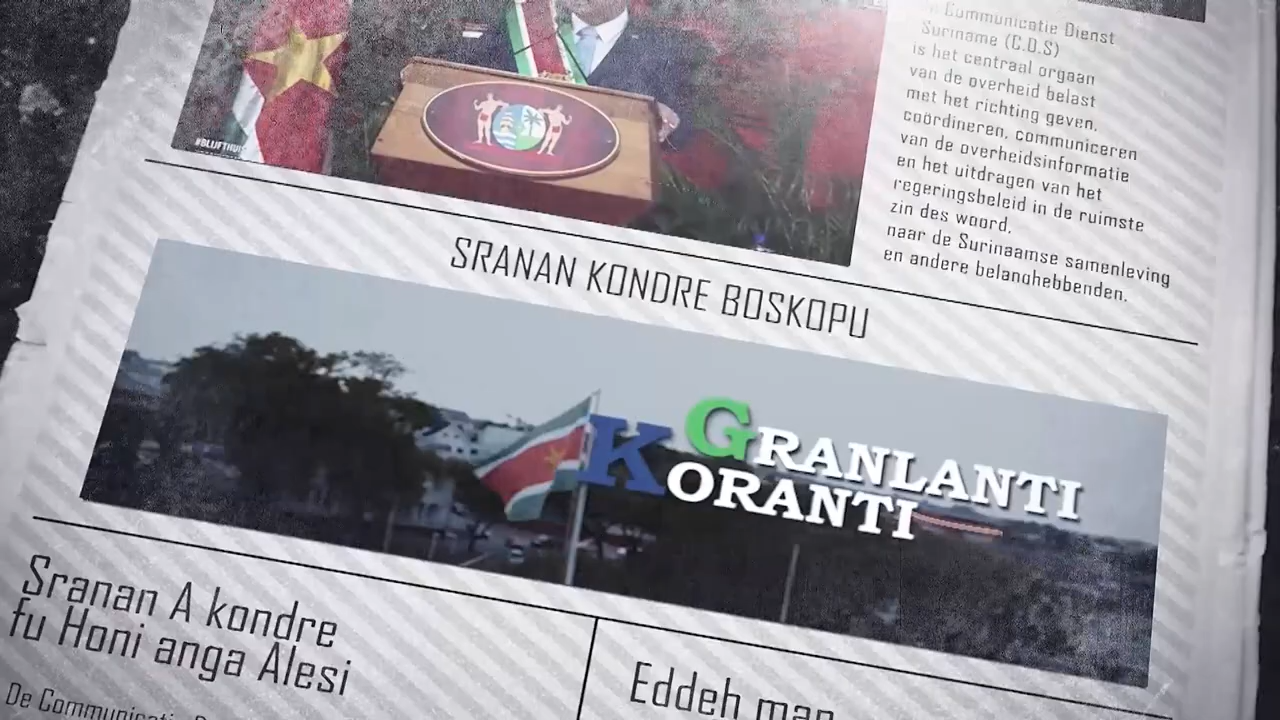 #BLIJFTHUIS
Communicatie Dienst
Suriname (C.D.S)
is het centraal orgaan
van de overheid belast
met het richting geven,
coördineren, communiceren
van de overheidsinformatie
en het uitdragen van het
regeringsbeleid in de ruimste
zin des woord,
naar de Surinaamse samenleving
en andere belanghebbenden.
SRANAN KONDRE BOSKOPU
GRANLANTI
KORANTI
Sranan A kondre
fu Honi anga Alesi
De
Eddeh man